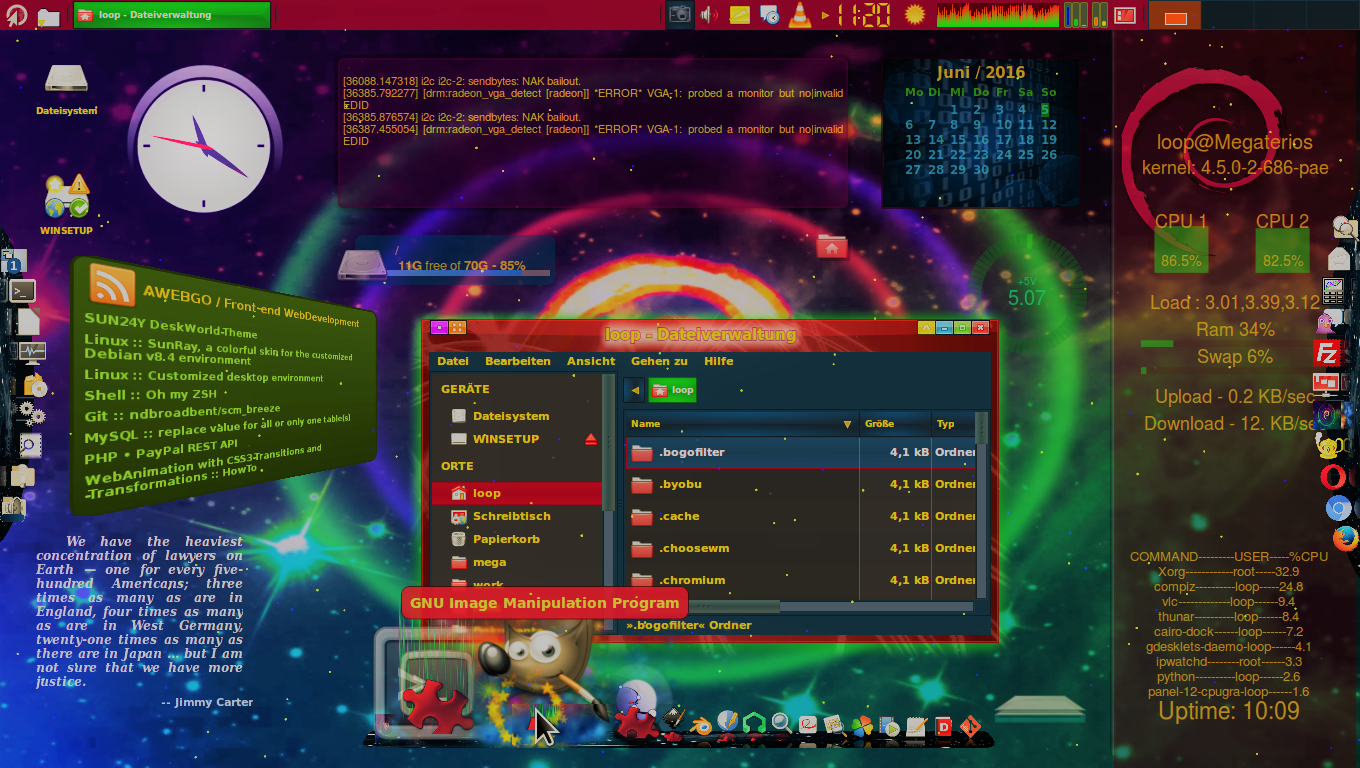 loop - Dateiverwaltung
11:20
Dateisystem
WINSETUP
[36088.147318] i2c i2c-2: sendbytes: NAK bailout.
[36385.792277] [drm:radeon_vga_detect [radeon]] *ERROR* VGA-1: probed a monitor but no|invalid
EDID
[36385.876574] i2c i2c-2: sendbytes: NAK bailout.
[36387.455054] [drm:radeon_vga_detect [radeon]] *ERROR* VGA-1: probed a monitor but no|invalid
EDID
Juni / 2016
Mo Di Mi Do Fr Sa So
1 2 3 4 5
6 7 8 9 10 11 12
13 14 15 16 17 18 19
20 21 22 23 24 25 26
27 28 29 30
/
11G free of 70G - 85%
+5V
5.07
loop@Megaterios
kernel: 4.5.0-2-686-pae
CPU 1 CPU 2
86.5% 82.5%
Load : 3.01,3.39,3.12
Ram 34%
Swap 6%
Upload - 0.2 KB/sec
Download - 12. KB/se
COMMAND---------USER-----%CPU
Xorg------------root-----32.9
compiz----------loop-----24.8
vlc-------------loop-----9.4
thunar----------loop-----8.4
cairo-dock------loop-----7.2
gdesklets-daemo-loop-----4.1
ipwatchd--------root-----3.3
python----------loop-----2.6
panel-12-cpugra-loop-----1.6
Uptime: 10:09
AWEBGO / Front-end WebDevelopment
SUN24Y DeskWorld-Theme
Linux :: SunRay, a colorful skin for the customized
Debian v8.4 environment
Linux :: Customized desktop environment
Shell :: Oh my ZSH
Git :: ndbroadbent/scm_breeze
MySQL :: replace value for all or only one table(s)
PHP • PayPal REST API
WebAnimation with CSS3-Transitions and
-Transformations :: HowTo
We have the heaviest
concentration of lawyers on
Earth — one for every five-
hundred Americans; three
times as many as are in
England, four times as many
as are in West Germany,
twenty-one times as many as
there are in Japan ... but I am
not sure that we have more
justice.
-- Jimmy Carter
loop - Dateiverwaltung
Datei Bearbeiten Ansicht Gehen zu Hilfe
GERÄTE
Dateisystem
WINSETUP
ORTE
loop
Schreibtisch
Papierkorb
mega
work
loop
Name Größe Typ
.bogofilter 4,1 kB Ordner
.byobu 4,1 kB Ordner
.cache 4,1 kB Ordner
.choosewm 4,1 kB Ordner
.chromium 4,1 kB Ordner
».bogofilter« Ordner
GNU Image Manipulation Program
1